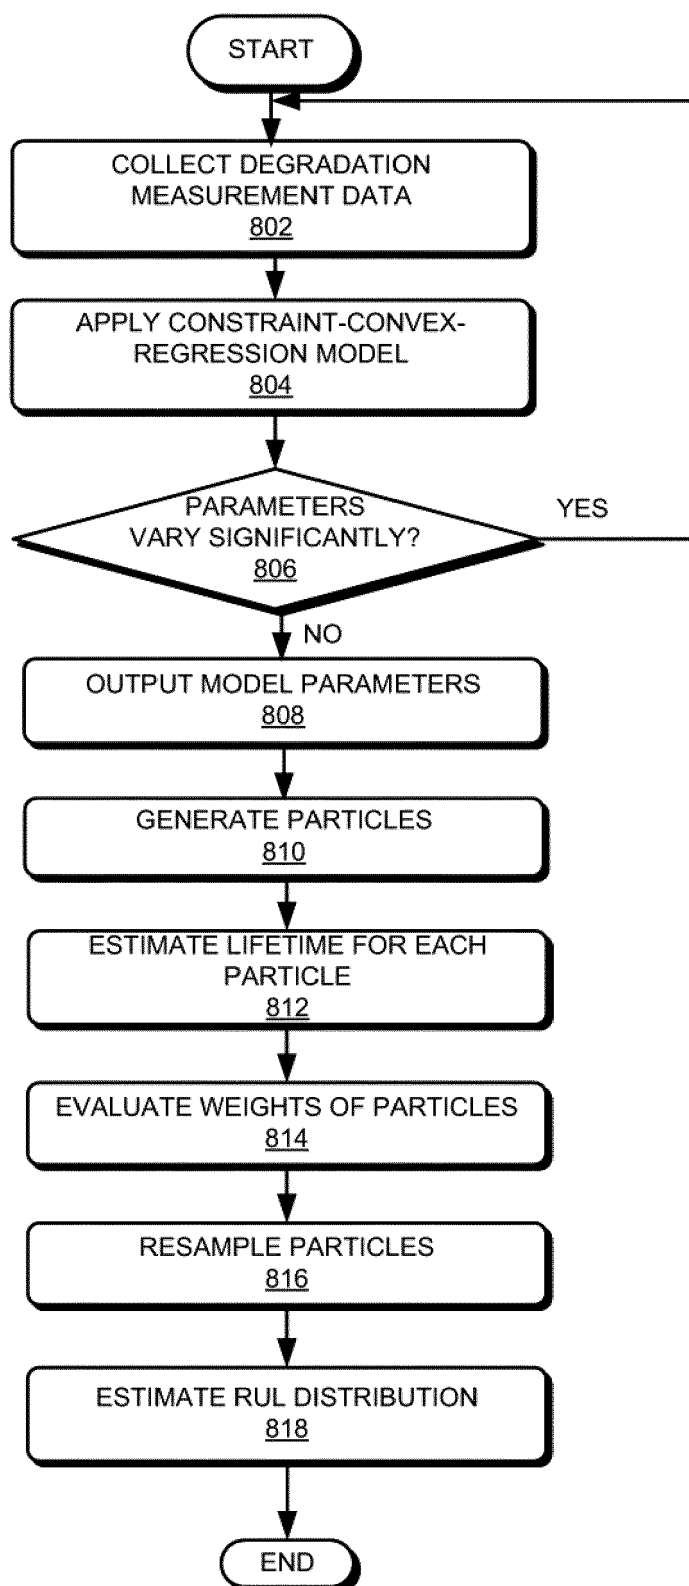 START
COLLECT DEGRADATION
MEASUREMENT DATA
802
APPLY CONSTRAINT-CONVEX-
REGRESSION MODEL
804
PARAMETERS
VARY SIGNIFICANTLY?
806
YES
NO
OUTPUT MODEL PARAMETERS
808
GENERATE PARTICLES
810
ESTIMATE LIFETIME FOR EACH
PARTICLE
812
EVALUATE WEIGHTS OF PARTICLES
814
RESAMPLE PARTICLES
816
ESTIMATE RUL DISTRIBUTION
818
END